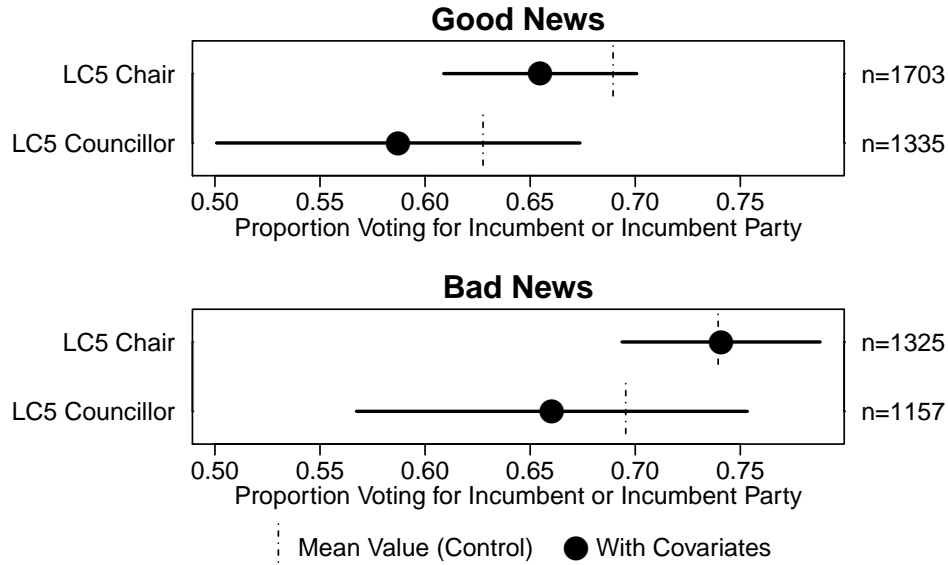 Good News
LC5 Chair
n=1703
LC5 Councillor
n=1335
0.50 0.55 0.60 0.65 0.70 0.75
Proportion Voting for Incumbent or Incumbent Party
Bad News
LC5 Chair
n=1325
LC5 Councillor
n=1157
0.50 0.55 0.60 0.65 0.70 0.75
Proportion Voting for Incumbent or Incumbent Party
Mean Value (Control) With Covariates